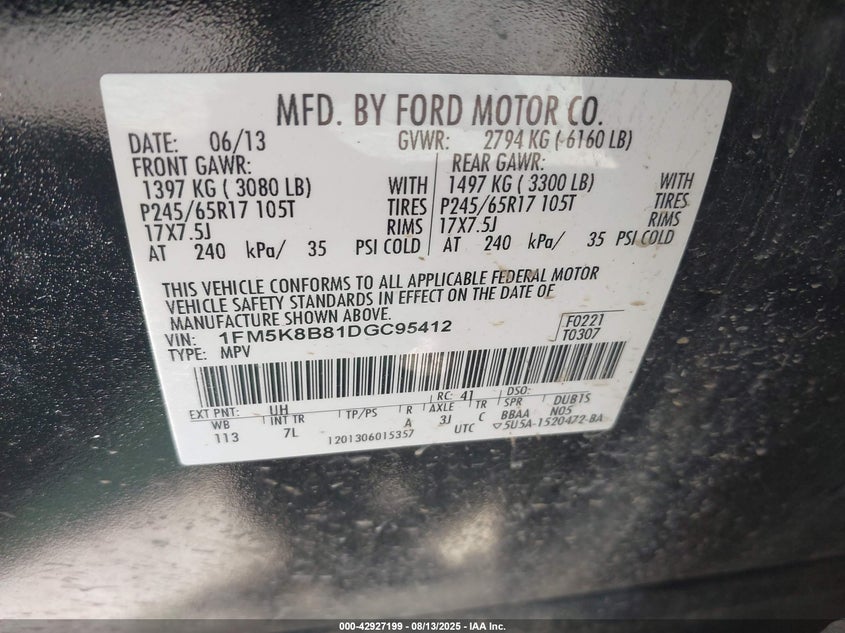 MFD. BY FORD MOTOR CO.
DATE: 06/13 GVWR: 2794 KG (-6160 LB)
FRONT GAWR: REAR GAWR:
1397 KG ( 3080 LB) WITH 1497 KG ( 3300 LB) WITH
P245/65R17 105T TIRES P245/65R17 105T TIRES
17X7.5J RIMS 17X7.5J RIMS
AT 240 kPa/ 35 PSI COLD AT 240 kPa/ 35 PSI COLD
THIS VEHICLE CONFORMS TO ALL APPLICABLE FEDERAL MOTOR
VEHICLE SAFETY STANDARDS IN EFFECT ON THE DATE OF
MANUFACTURE SHOWN ABOVE.
VIN: 1FM5K8B81DGC95412 F0221
TYPE: MPV T0307
EXT PNT: UH RC: 41 DSO:
WB INT TR TP/PS R AXLE TR SPR DUBTS
113 7L A 3J C BBAA N05
1201306015357 UTC ▽5U5A-1520472-BA
000-42927199 - 08/13/2025 - IAA Inc.